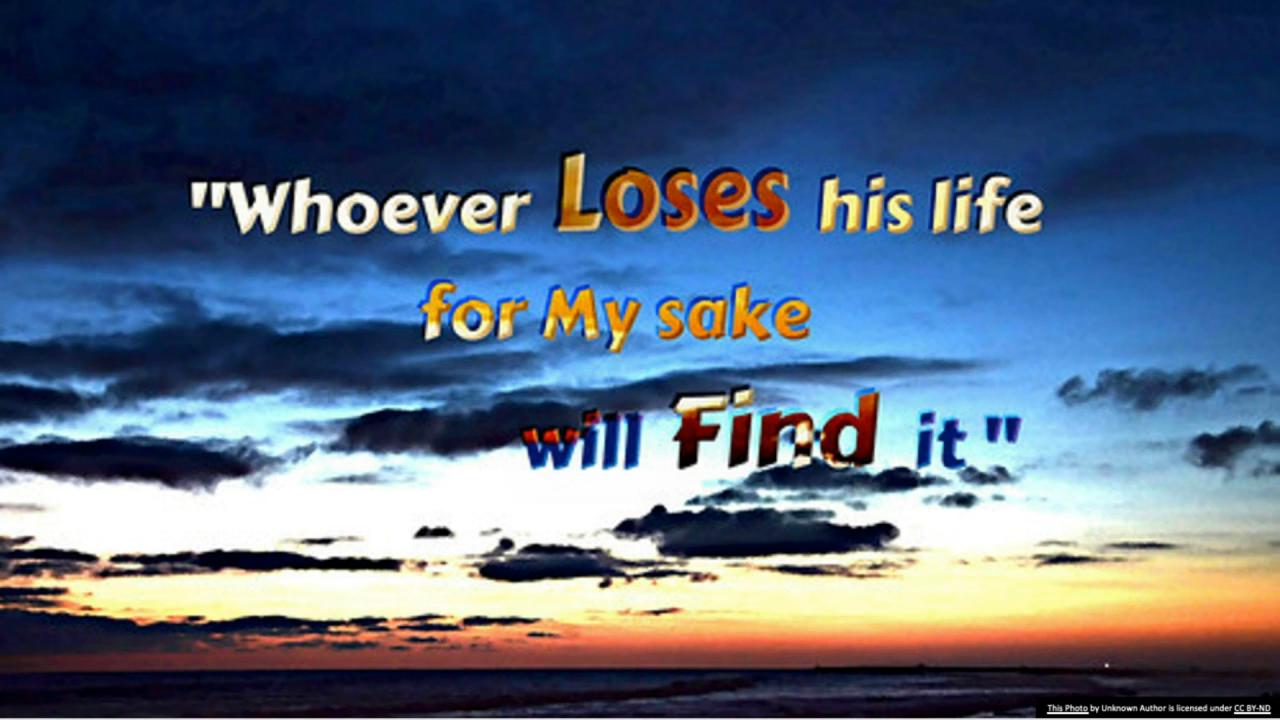 "Whoever Loses his life
for My sake
will Find it "
This Photo by Unknown Author is licensed under CC BY-ND